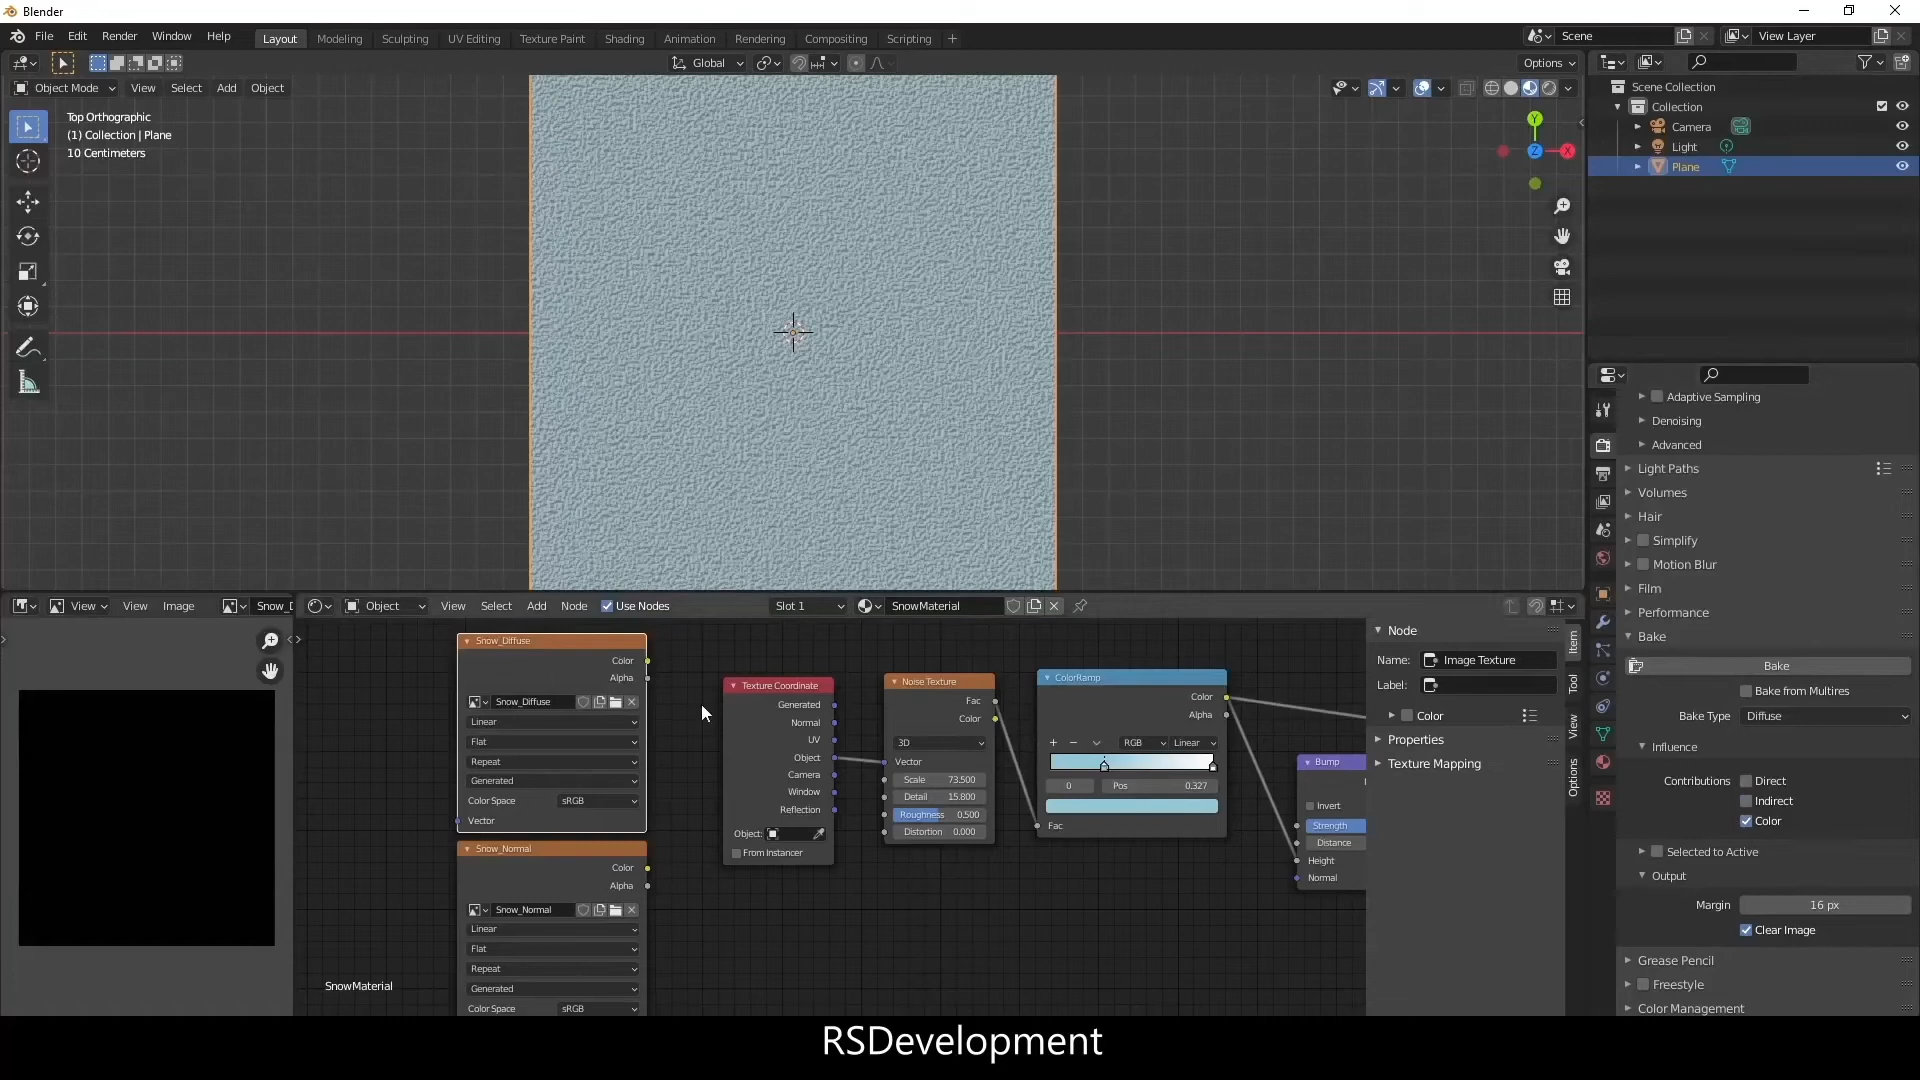 Blender
File Edit Render Window Help Layout Modeling Sculpting UV Editing Texture Paint Shading Animation Rendering Compositing Scripting + Scene View Layer
Global Options
Object Mode View Select Add Object
Top Orthographic
(1) Collection | Plane
10 Centimeters
Y
Z
X
Scene Collection
Collection
Camera
Light
Plane
Adaptive Sampling
Denoising
Advanced
Light Paths
Volumes
Hair
Simplify
Motion Blur
Film
Performance
Bake
Bake
Bake from Multires
Bake Type Diffuse
Influence
Contributions Direct
Indirect
Color
Selected to Active
Output
Margin 16 px
Clear Image
Grease Pencil
Freestyle
Color Management
View View Image Snow_D
Object View Select Add Node Use Nodes Slot 1 SnowMaterial
Snow_Diffuse
Color
Alpha
Snow_Diffuse
Linear
Flat
Repeat
Generated
Color Space sRGB
Vector
Snow_Normal
Color
Alpha
Snow_Normal
Linear
Flat
Repeat
Generated
Color Space sRGB
Texture Coordinate
Generated
Normal
UV
Object
Camera
Window
Reflection
Object:
From Instancer
Noise Texture
Fac
Color
3D
Vector
Scale 73.500
Detail 15.800
Roughness 0.500
Distortion 0.000
ColorRamp
Color
Alpha
+ − RGB Linear
0 Pos 0.327
Fac
Bump
Invert
Strength
Distance
Height
Normal
Node
Name: Image Texture
Label:
Color
Properties
Texture Mapping
Item
Tool
View
Options
SnowMaterial
RSDevelopment